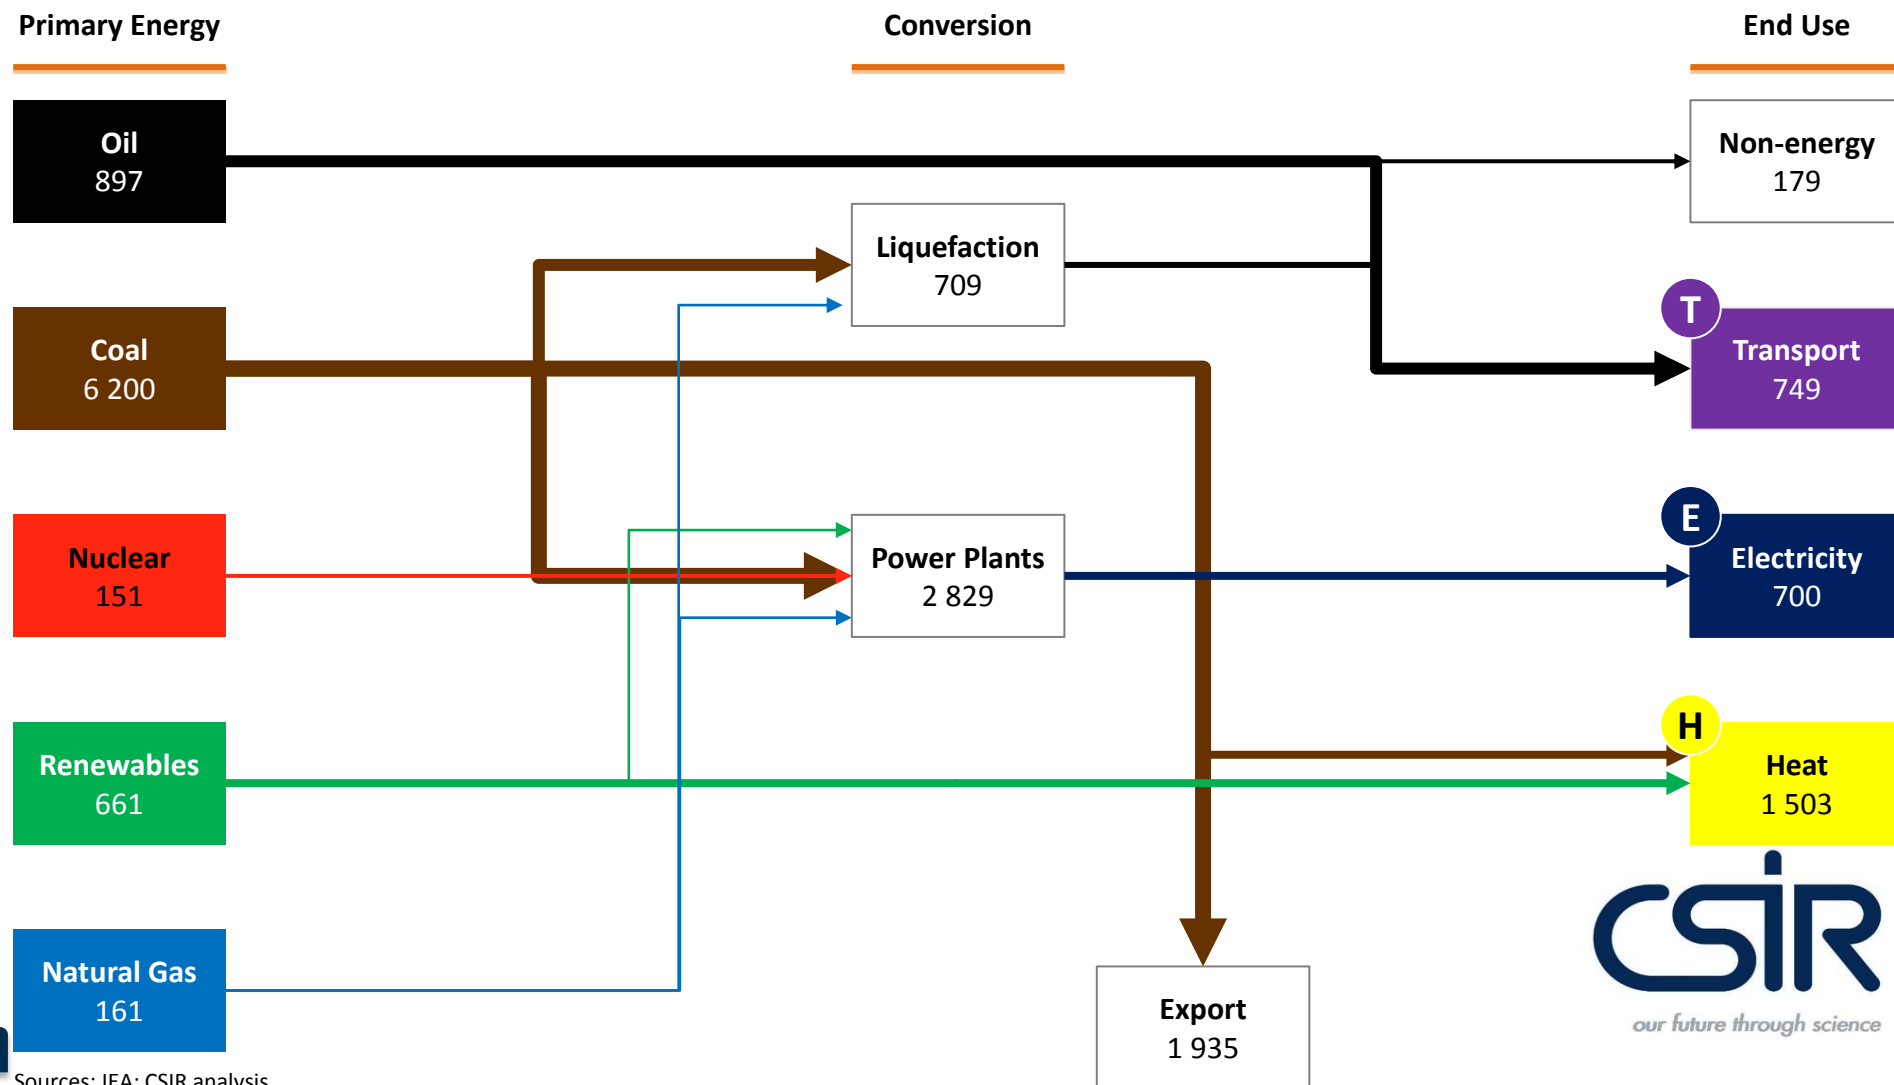 Primary Energy
Conversion
End Use
Oil
897
Non-energy
179
Liquefaction
709
Coal
6 200
T
Transport
749
Nuclear
151
Power Plants
2 829
E
Electricity
700
Renewables
661
H
Heat
1 503
Natural Gas
161
Export
1 935
CSIR
our future through science
Sources: IEA; CSIR analysis